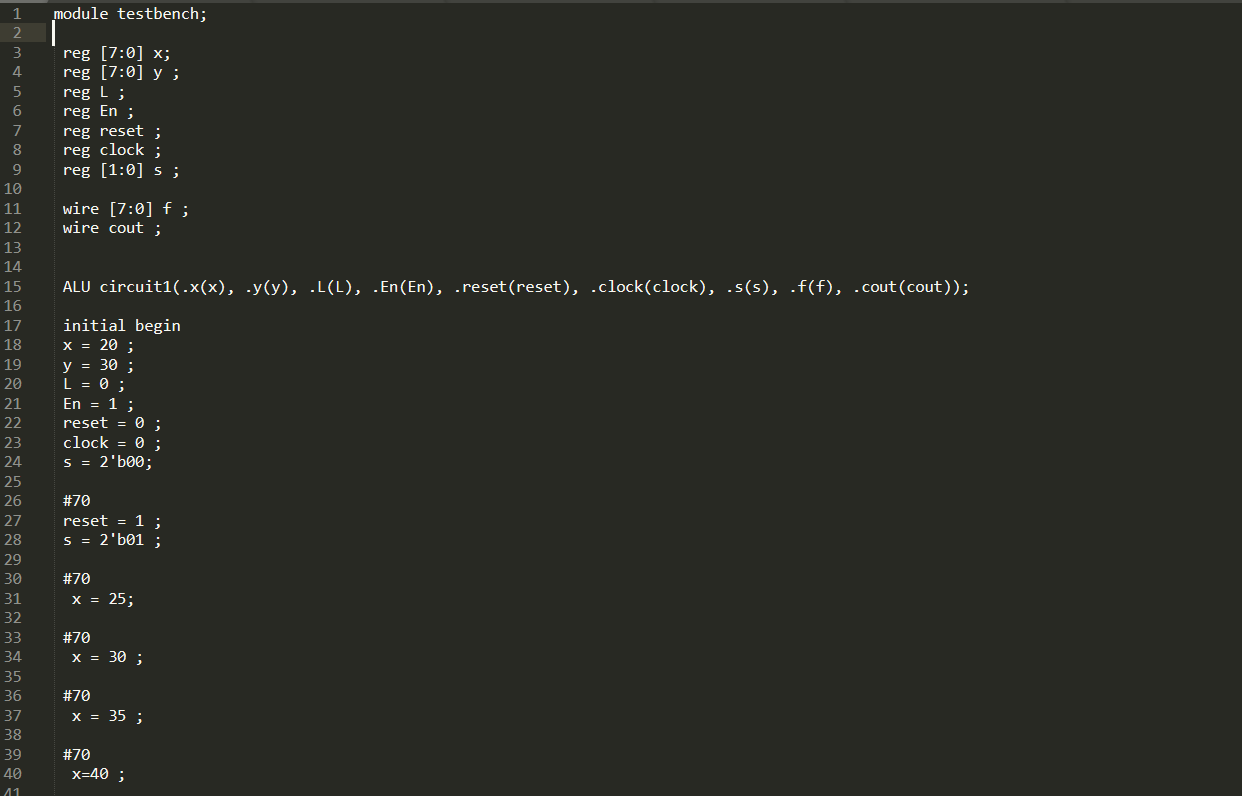 1 module testbench;
2
3 reg [7:0] x;
4 reg [7:0] y ;
5 reg L ;
6 reg En ;
7 reg reset ;
8 reg clock ;
9 reg [1:0] s ;
10
11 wire [7:0] f ;
12 wire cout ;
13
14
15 ALU circuit1(.x(x), .y(y), .L(L), .En(En), .reset(reset), .clock(clock), .s(s), .f(f), .cout(cout));
16
17 initial begin
18 x = 20 ;
19 y = 30 ;
20 L = 0 ;
21 En = 1 ;
22 reset = 0 ;
23 clock = 0 ;
24 s = 2'b00;
25
26 #70
27 reset = 1 ;
28 s = 2'b01 ;
29
30 #70
31 x = 25;
32
33 #70
34 x = 30 ;
35
36 #70
37 x = 35 ;
38
39 #70
40 x=40 ;
41